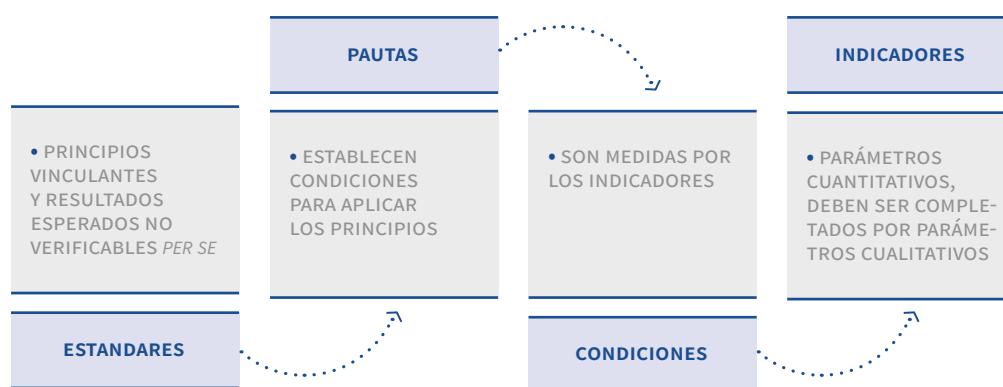 PAUTAS
INDICADORES
• PRINCIPIOS
VINCULANTES
Y RESULTADOS
ESPERADOS NO
VERIFICABLES PER SE
• ESTABLECEN
CONDICIONES
PARA APLICAR
LOS PRINCIPIOS
• SON MEDIDAS POR
LOS INDICADORES
• PARÁMETROS
CUANTITATIVOS,
DEBEN SER COMPLE-
TADOS POR PARÁME-
TROS CUALITATIVOS
ESTANDARES
CONDICIONES